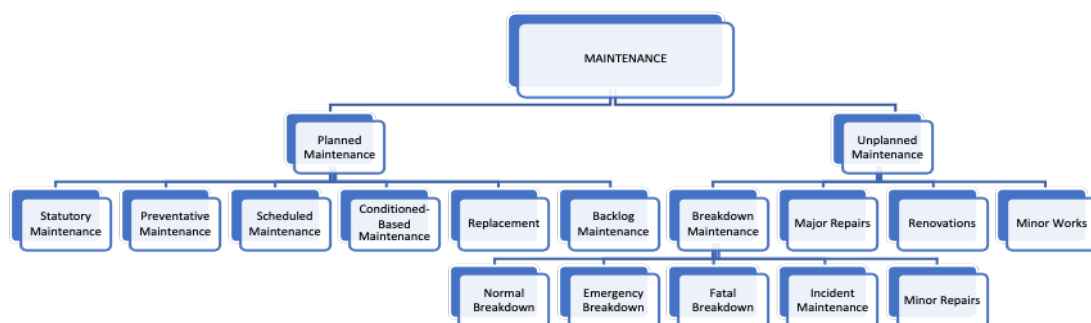 MAINTENANCE
Planned
Maintenance
Unplanned
Maintenance
Statutory
Maintenance
Preventative
Maintenance
Scheduled
Maintenance
Conditioned-
Based
Maintenance
Replacement
Backlog
Maintenance
Breakdown
Maintenance
Major Repairs
Renovations
Minor Works
Normal
Breakdown
Emergency
Breakdown
Fatal
Breakdown
Incident
Maintenance
Minor Repairs